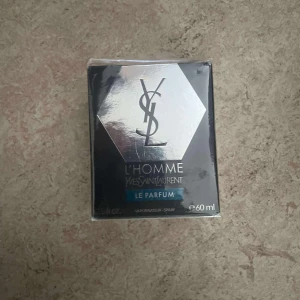 YSL
L'HOMME
YVESSAINTLAURENT
LE PARFUM
℮60 ml